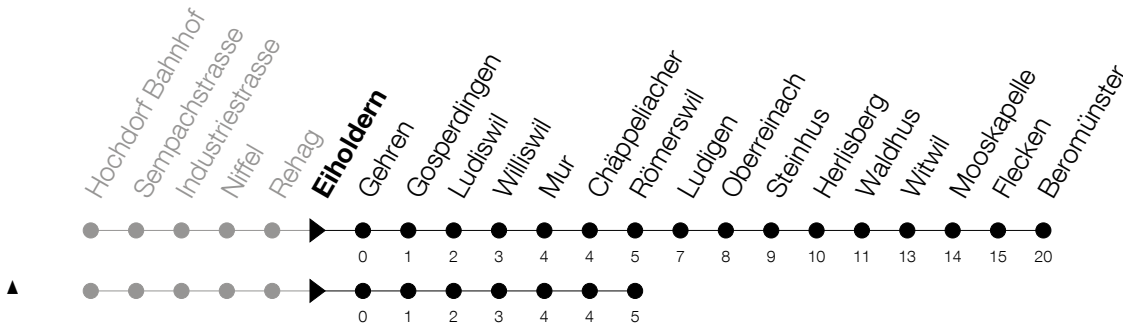 Hochdorf Bahnhof
Sempachstrasse
Industriestrasse
Niffel
Rehag
Eiholdern
Gehren
Gosperdingen
Ludiswil
Williswil
Mur
Chäppeliacher
Römerswil
Ludigen
Oberreinach
Steinhus
Herlisberg
Waldhus
Witwil
Mooskapelle
Flecken
Beromünster
0 1 2 3 4 4 5 7 8 9 10 11 13 14 15 20
0 1 2 3 4 4 5